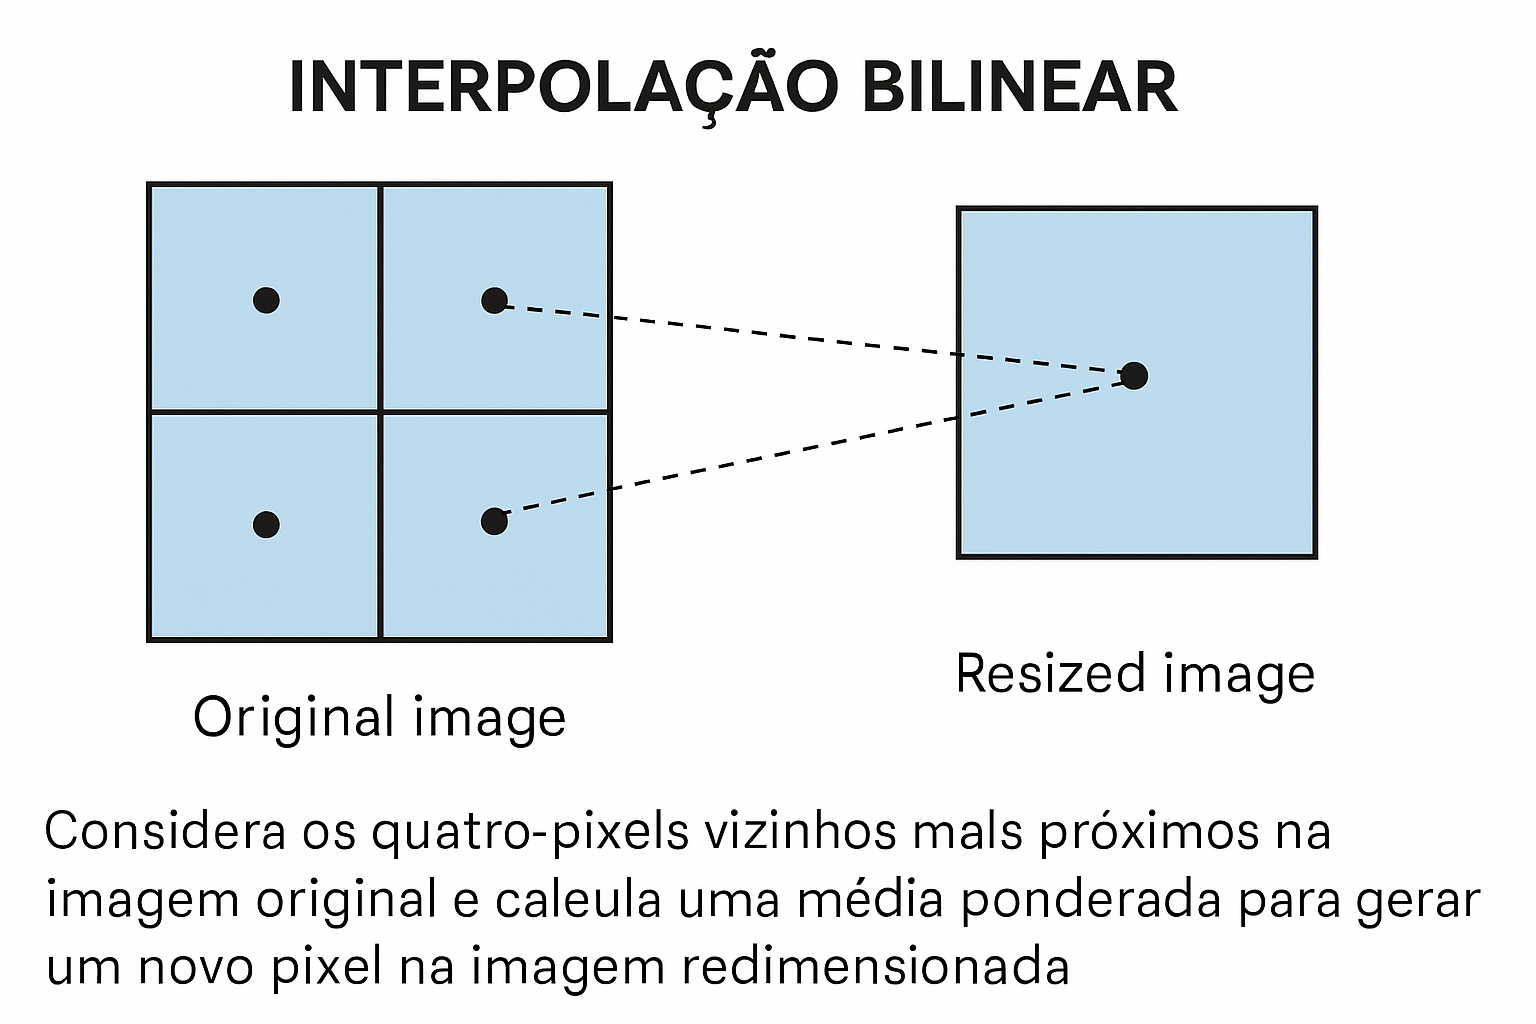 INTERPOLAÇÃO BILINEAR
Original image
Resized image
Considera os quatro-pixels vizinhos mals próximos na
imagem original e caleula uma média ponderada para gerar
um novo pixel na imagem redimensionada